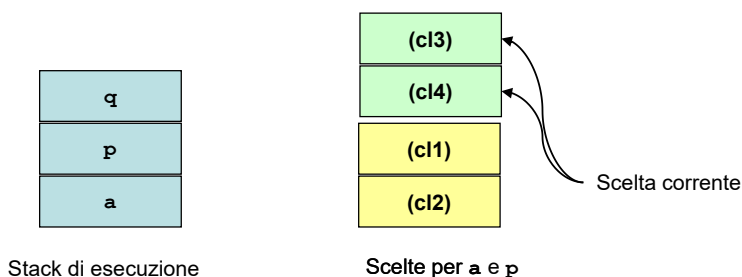 q
p
a
Stack di esecuzione
(cl3)
(cl4)
(cl1)
(cl2)
Scelte per a e p
Scelta corrente